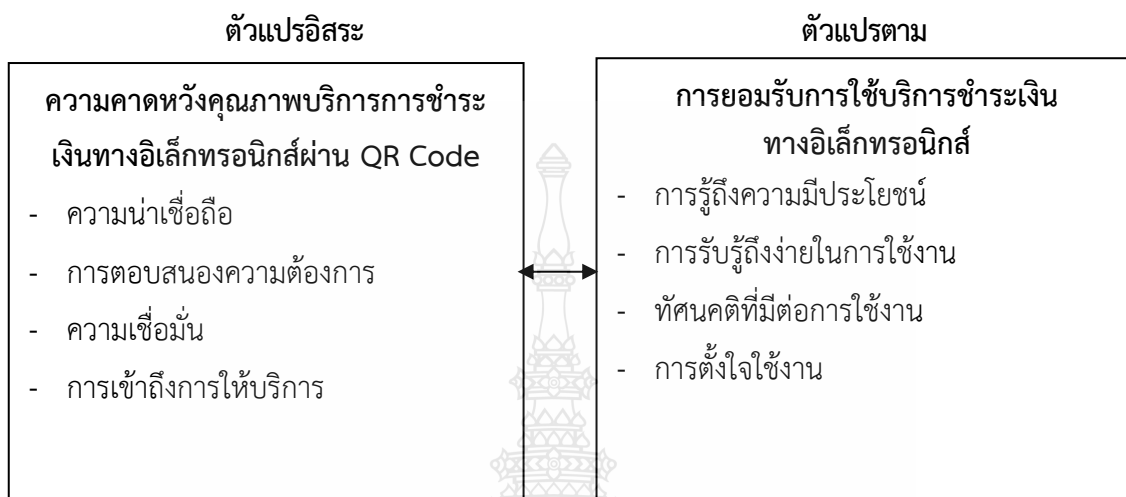 ตัวแปรอิสระ
ความคาดหวังคุณภาพบริการการชำระ
เงินทางอิเล็กทรอนิกส์ผ่าน QR Code
- ความน่าเชื่อถือ
- การตอบสนองความต้องการ
- ความเชื่อมั่น
- การเข้าถึงการให้บริการ
ตัวแปรตาม
การยอมรับการใช้บริการชำระเงิน
ทางอิเล็กทรอนิกส์
- การรู้ถึงความมีประโยชน์
- การรับรู้ถึงง่ายในการใช้งาน
- ทัศนคติที่มีต่อการใช้งาน
- การตั้งใจใช้งาน